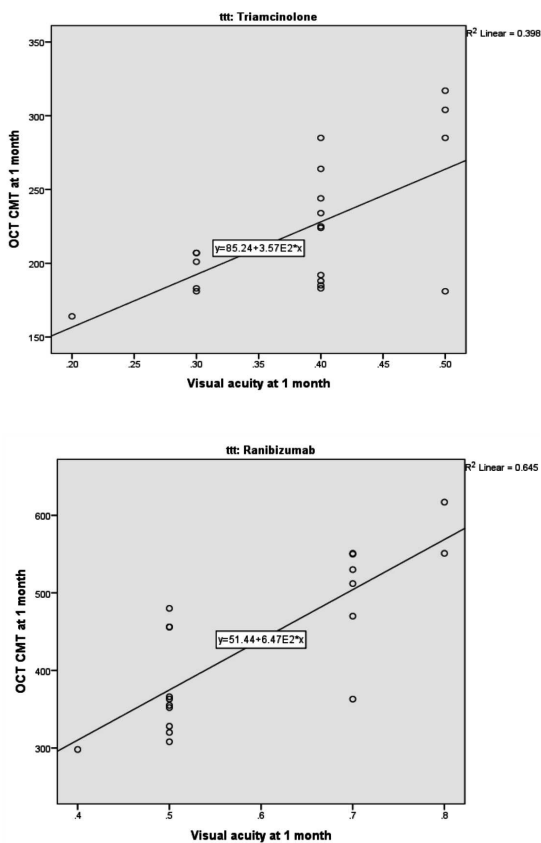 ttt: Triamcinolone
R² Linear = 0.398
OCT CMT at 1 month
350
300
250
200
150
y=85.24+3.57E2*x
.20 .25 .30 .35 .40 .45 .50
Visual acuity at 1 month
ttt: Ranibizumab
R² Linear = 0.645
OCT CMT at 1 month
600
500
400
300
y=51.44+6.47E2*x
.4 .5 .6 .7 .8
Visual acuity at 1 month